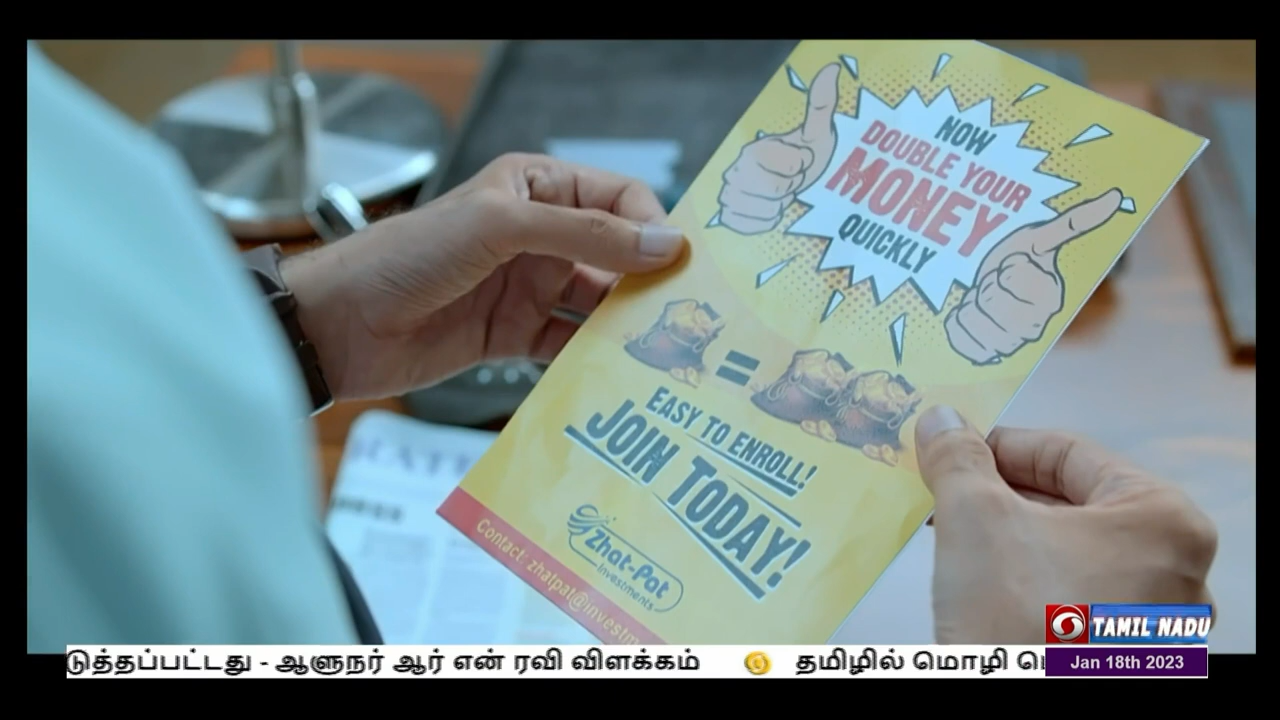 NOW
DOUBLE YOUR
MONEY
QUICKLY
=
EASY TO ENROLL!
JOIN TODAY!
Zhat-Pat
Investments
Contact: zhatpat@investm
டுத்தப்பட்டது - ஆளுநர் ஆர் என் ரவி விளக்கம் தமிழில் மொழி பெ
TAMIL NADU
Jan 18th 2023